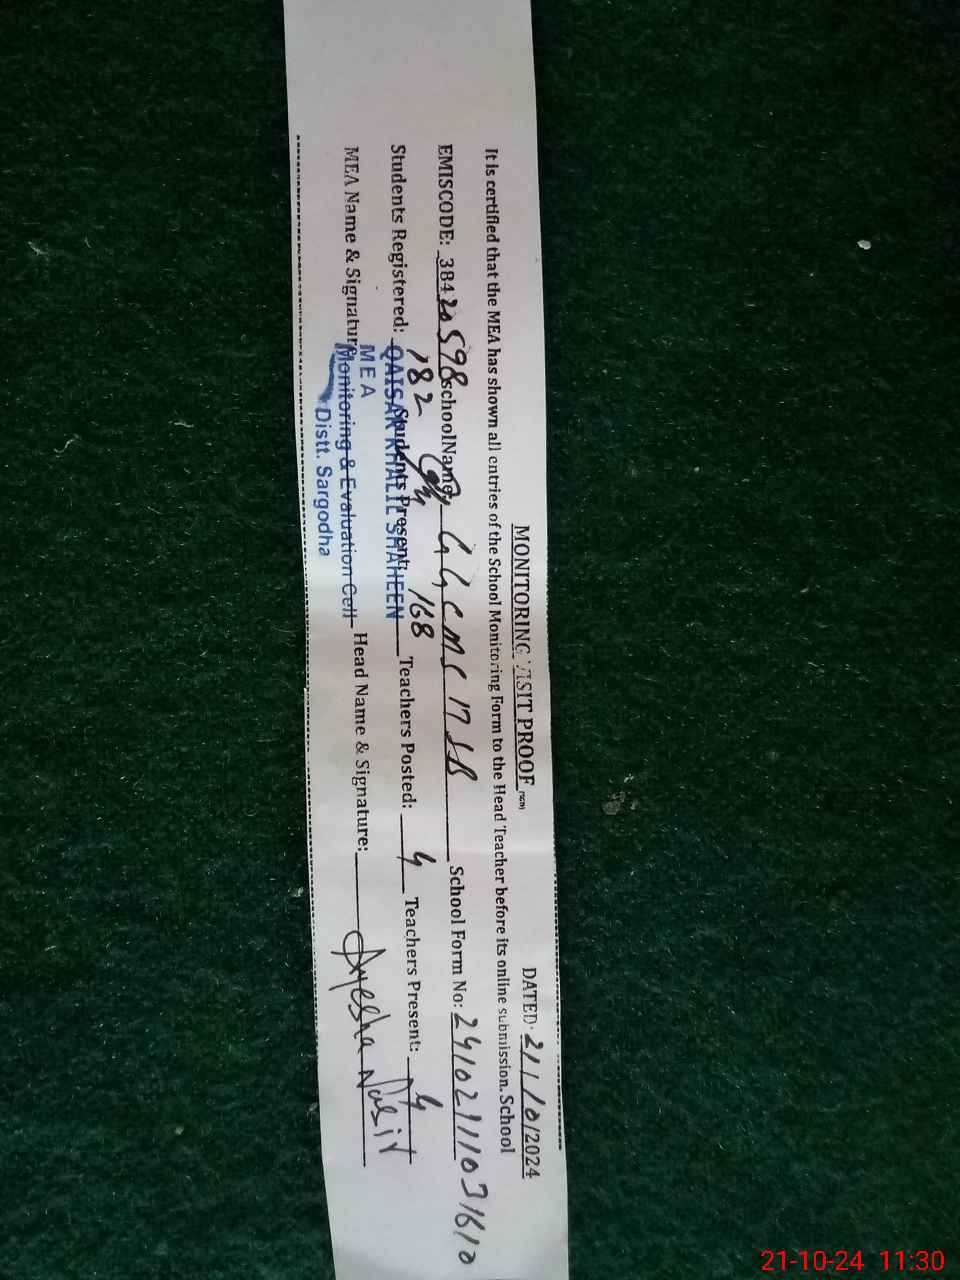 MONITORING VISIT PROOF
DATED: 21/10/2024
It is certified that the MEA has shown all entries of the School Monitoring Form to the Head Teacher before its online submission. School
EMISCODE: 38420598 schoolName: GGCMS 17 SB School Form No:
Students Registered: 182 Students Present: 168 Teachers Posted: 4 Teachers Present: 4
QAISAR KHALIL SHAHEEN
MEA Name & Signature: Head Name & Signature: Ayesha Nasir
MEA
Monitoring & Evaluation Cell
Distt. Sargodha
21-10-24 11:30